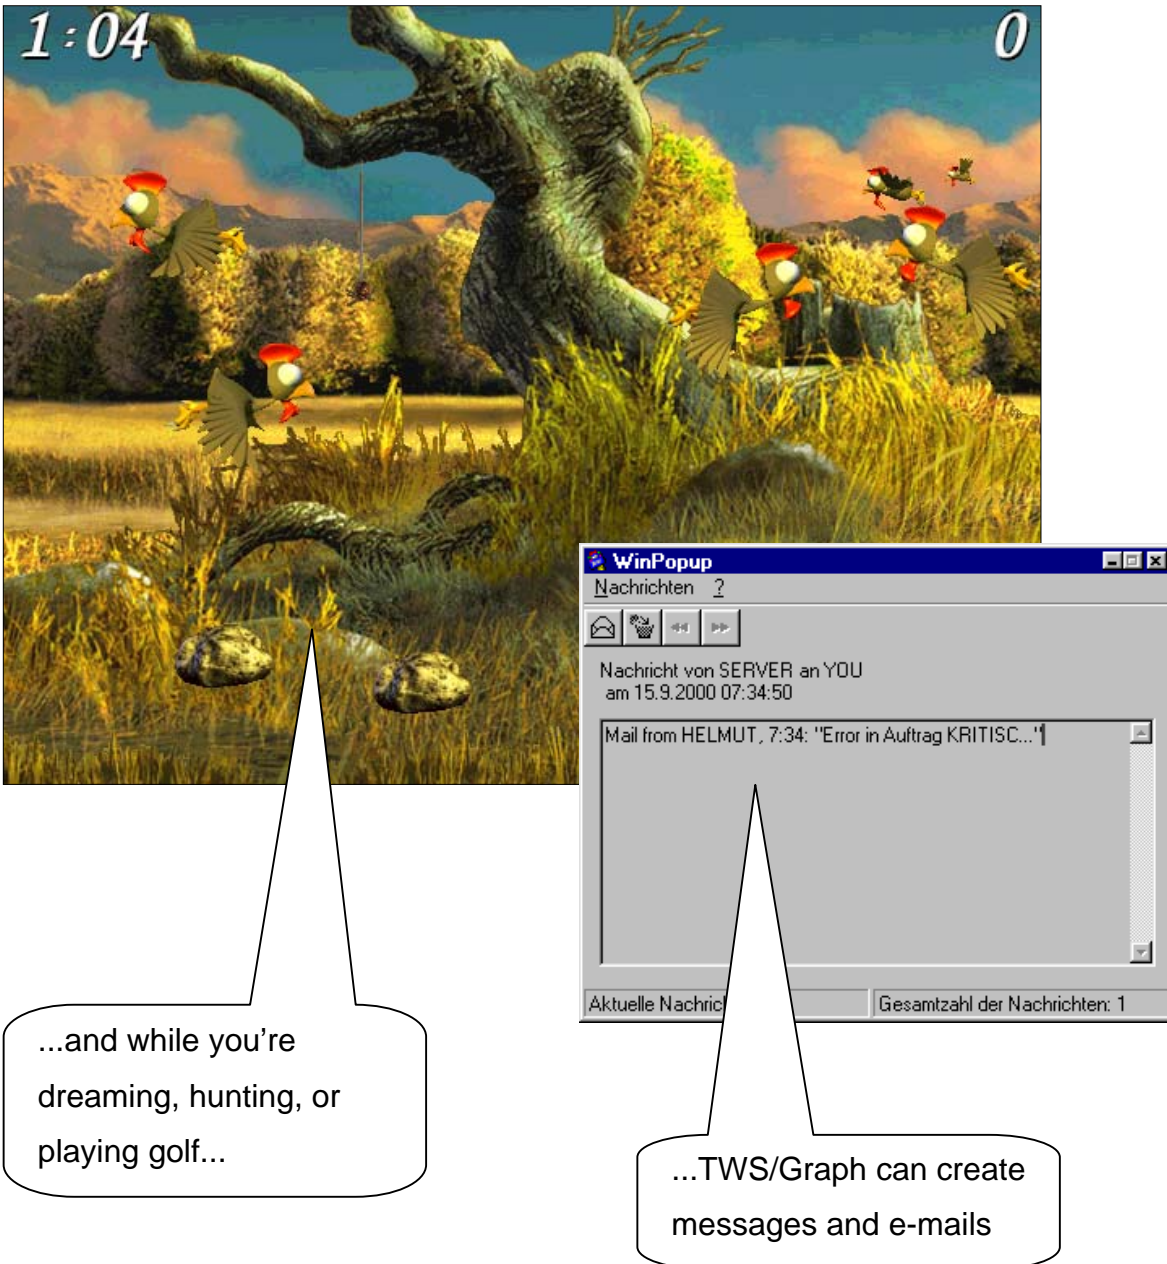 1:04
0
WinPopup
Nachrichten ?
Nachricht von SERVER an YOU
am 15.9.2000 07:34:50
Mail from HELMUT, 7:34: "Error in Auftrag KRITISC..."
Gesamtzahl der Nachrichten: 1
Aktuelle
...and while you’re
dreaming, hunting, or
playing golf...
...TWS/Graph can create
messages and e-mails